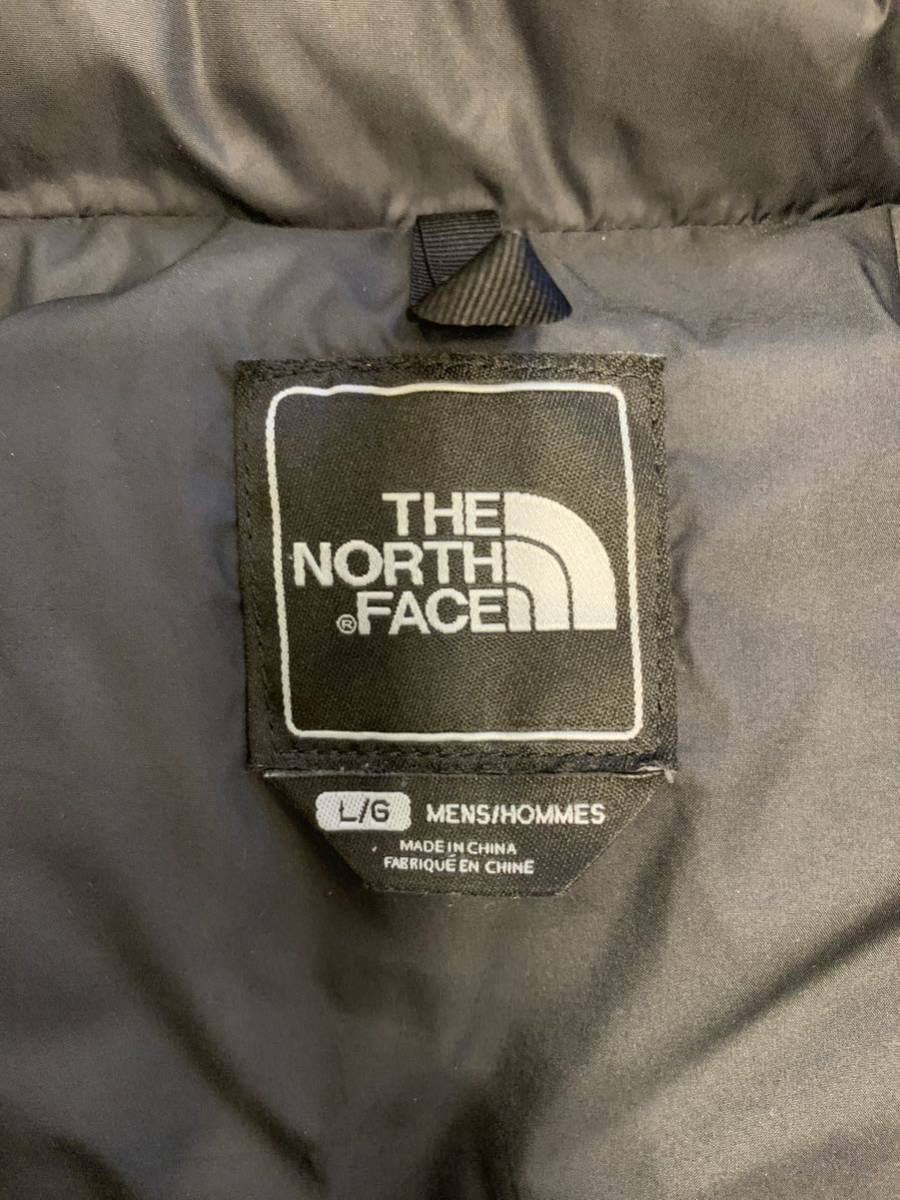 THE
NORTH
®FACE
L/G MENS/HOMMES
MADE IN CHINA
FABRIQUÉ EN CHINE